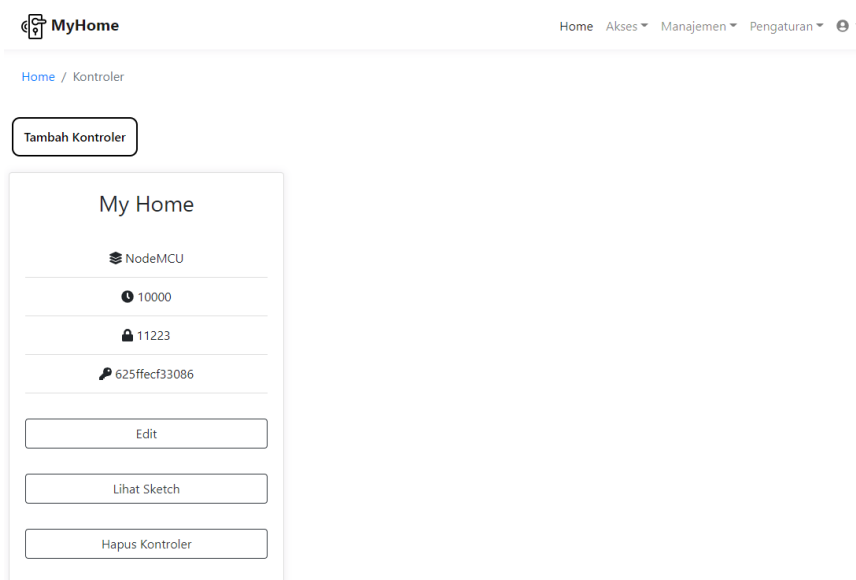 MyHome
Home Akses Manajemen Pengaturan
Home / Kontroler
Tambah Kontroler
My Home
NodeMCU
10000
11223
625ffecf33086
Edit
Lihat Sketch
Hapus Kontroler